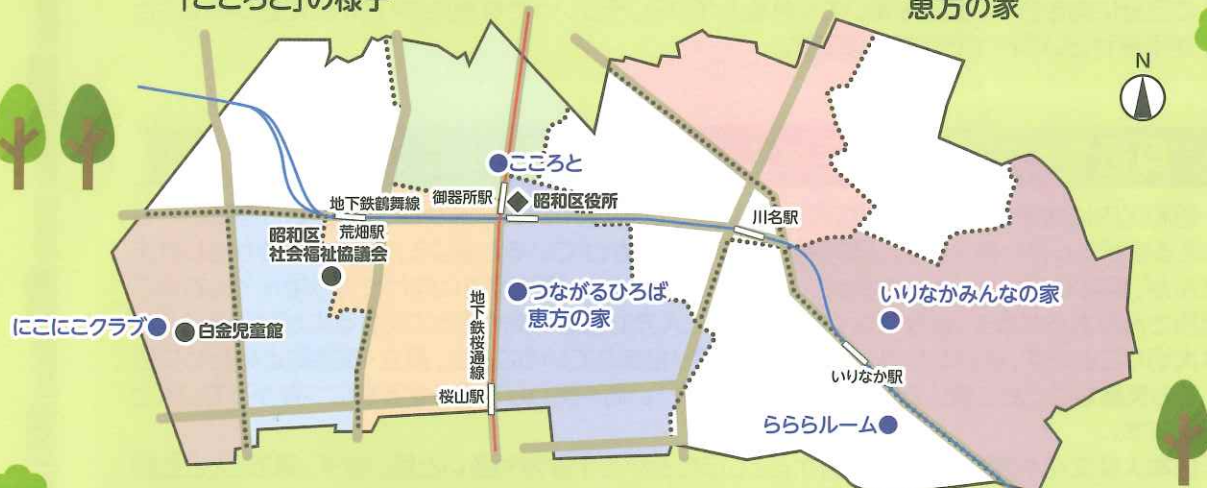 「こころと」の様子
恵方の家
N
こころと
地下鉄鶴舞線
御器所駅
昭和区役所
荒畑駅
川名駅
昭和区
社会福祉協議会
つながるひろば
恵方の家
地下鉄桜通線
いりなかみんなの家
にこにこクラブ
白金児童館
いりなか駅
桜山駅
らららルーム